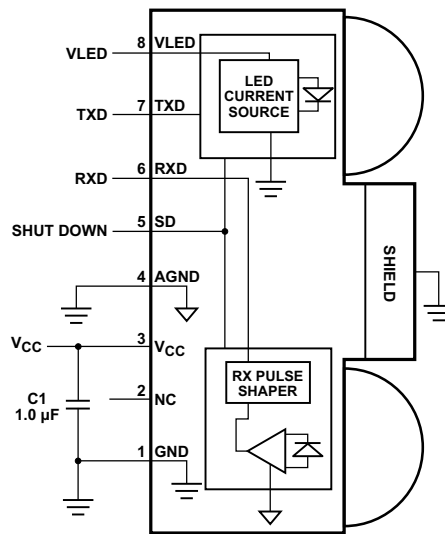 8 VLED
VLED
LED
CURRENT
SOURCE
7 TXD
TXD
6 RXD
RXD
5 SD
SHUT DOWN
SHIELD
4 AGND
3 VCC
VCC
RX PULSE
SHAPER
2 NC
C1
1.0 µF
1 GND